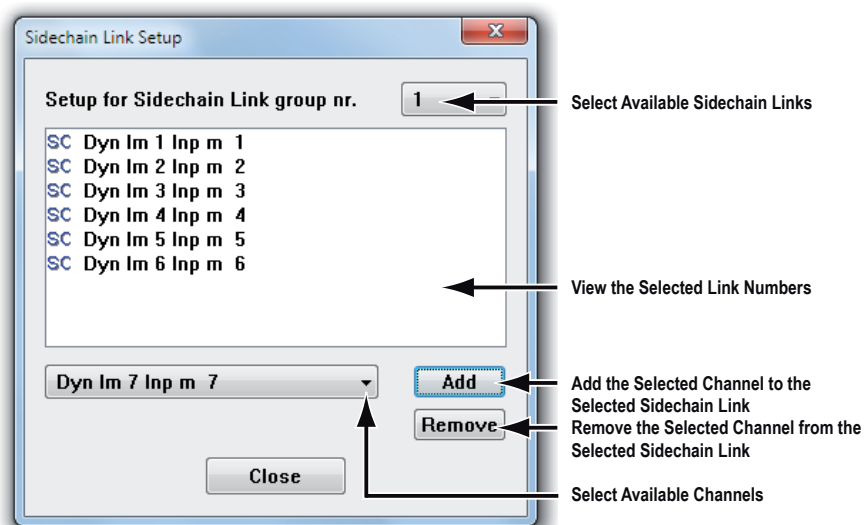 Sidechain Link Setup
Setup for Sidechain Link group nr.
1
Select Available Sidechain Links
SC Dyn Im 1 Inp m 1
SC Dyn Im 2 Inp m 2
SC Dyn Im 3 Inp m 3
SC Dyn Im 4 Inp m 4
SC Dyn Im 5 Inp m 5
SC Dyn Im 6 Inp m 6
View the Selected Link Numbers
Dyn Im 7 Inp m 7
Add
Add the Selected Channel to the
Selected Sidechain Link
Remove
Remove the Selected Channel from the
Selected Sidechain Link
Close
Select Available Channels